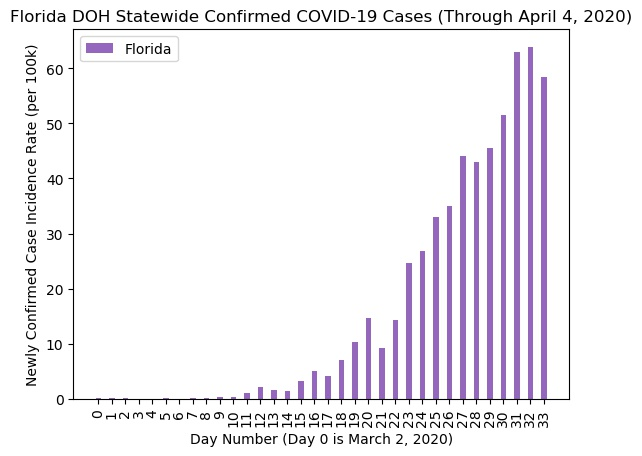 Florida DOH Statewide Confirmed COVID-19 Cases (Through April 4, 2020)
Florida
Newly Confirmed Case Incidence Rate (per 100k)
60
50
40
30
20
10
0
0 1 2 3 4 5 6 7 8 9 10 11 12 13 14 15 16 17 18 19 20 21 22 23 24 25 26 27 28 29 30 31 32 33
Day Number (Day 0 is March 2, 2020)